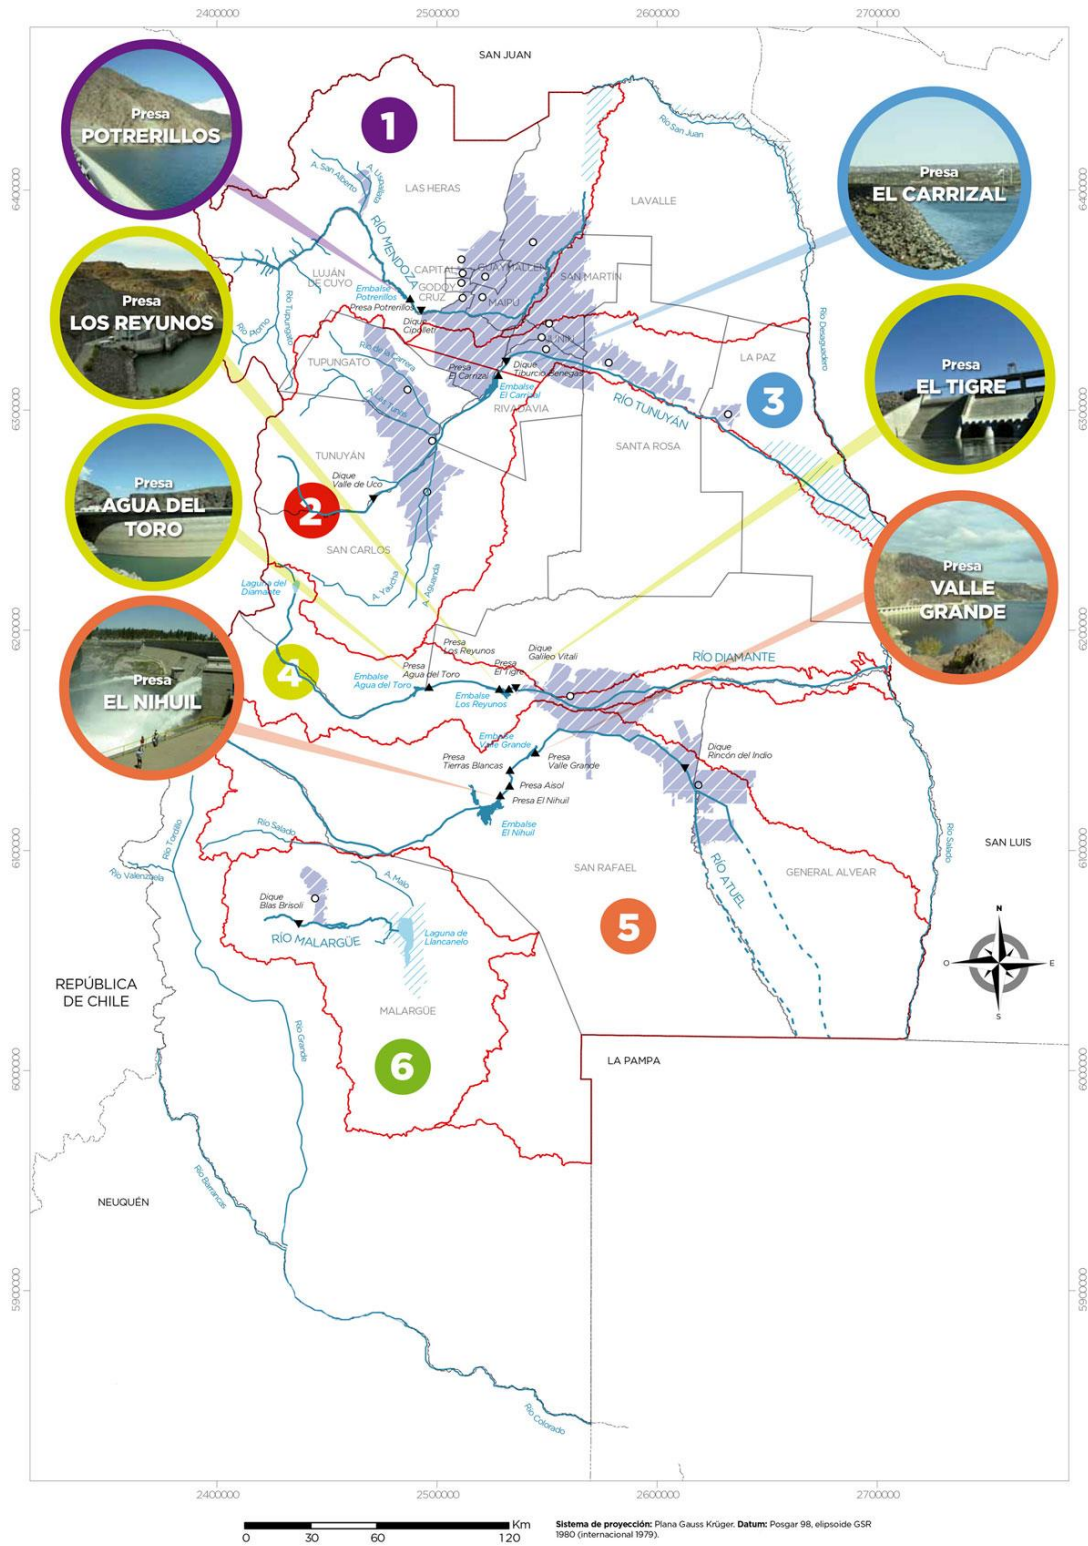 2400000
2500000
2600000
2700000
SAN JUAN
Presa
POTRERILLOS
1
Río San Juan
Presa
EL CARRIZAL
6400000
6400000
A. San Alberto
A. Uspallata
LAS HERAS
LAVALLE
RÍO MENDOZA
Presa
LOS REYUNOS
LUJÁN
DE CUYO
CAPITAL
GUAYMALLÉN
SAN MARTÍN
GODOY
CRUZ
MAIPÚ
Embalse
Potrerillos
Presa Potrerillos
Dique
Cipolleti
Río Plomo
Río Tupungato
JUNÍN
Río Desaguadero
Presa
EL TIGRE
TUPUNGATO
Río de la Carrera
Presa
El Carrizal
Dique
Tiburcio Benegas
Embalse
El Carrizal
LA PAZ
3
RIVADAVIA
RÍO TUNUYÁN
6300000
6300000
SANTA ROSA
TUNUYÁN
Dique
Valle de Uco
Presa
AGUA DEL
TORO
2
SAN CARLOS
Presa
VALLE
GRANDE
Laguna del
Diamante
A. Yaucha
A. Aguanda
6200000
6200000
Presa
EL NIHUIL
4
Presa
Los Reyunos
Dique
Galileo Vitali
RÍO DIAMANTE
Embalse
Agua del Toro
Presa
Agua del Toro
Presa
El Tigre
Embalse
Los Reyunos
Embalse
Valle Grande
Presa
Tierras Blancas
Presa
Valle Grande
Dique
Rincón del Indio
Presa Aisol
Presa El Nihuil
Embalse
El Nihuil
Río Tordillo
Río Salado
Río Salado
SAN LUIS
6100000
6100000
Río Valenzuela
SAN RAFAEL
GENERAL ALVEAR
RÍO ATUEL
A. Malo
Dique
Blas Brisoli
RÍO MALARGÜE
Laguna de
Llancanelo
5
N
O
E
S
REPÚBLICA
DE CHILE
MALARGÜE
Río Grande
6
LA PAMPA
6000000
6000000
NEUQUÉN
Río Barrancas
5900000
5900000
Río Colorado
2400000
2500000
2600000
2700000
Km
0
30
60
120
Sistema de proyección: Plana Gauss Krüger. Datum: Posgar 98, elipsoide GSR
1980 (internacional 1979).